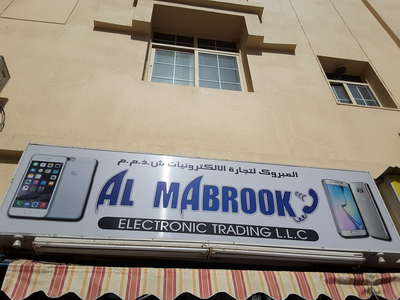 المبروك لتجارة الالكترونيات ش.ذ.م.م
AL MABROOK
ELECTRONIC TRADING L.L.C